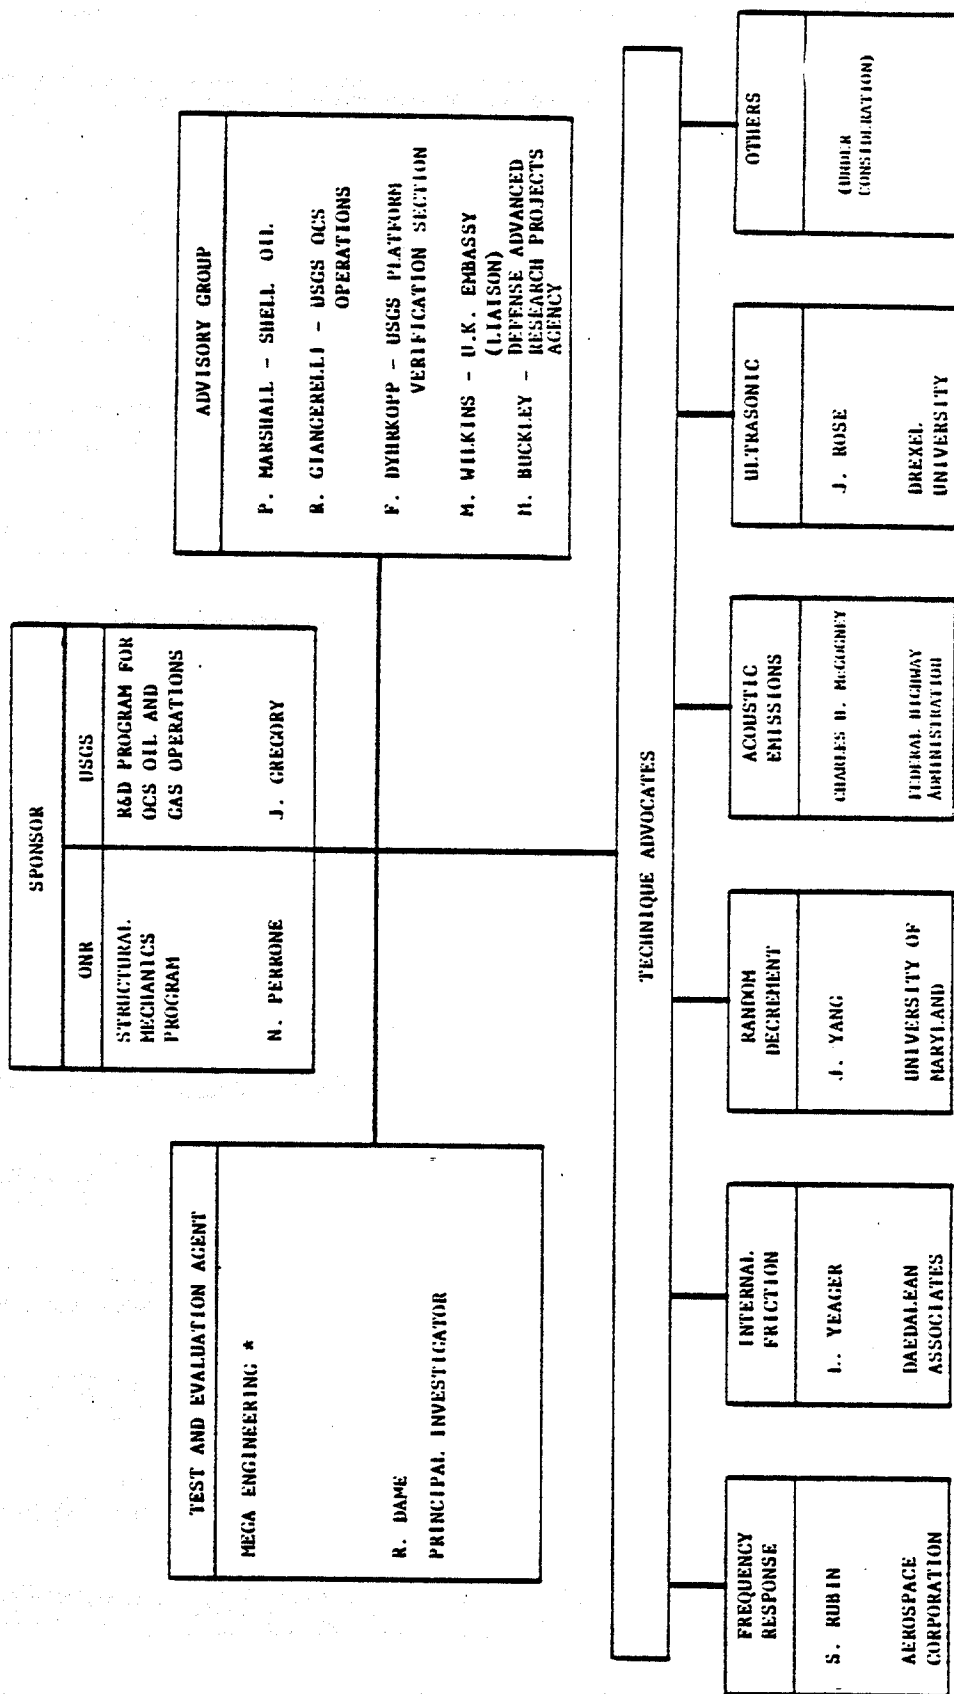 SPONSOR
ONR
USGS
STRUCTURAL
MECHANICS
PROGRAM
N. PERRONE
R&D PROGRAM FOR
OCS OIL AND
GAS OPERATIONS
J. GREGORY
TEST AND EVALUATION AGENT
MEGA ENGINEERING *
R. DAME
PRINCIPAL INVESTIGATOR
ADVISORY GROUP
P. MARSHALL - SHELL OIL
R. GIANGERELLI - USGS OCS
OPERATIONS
F. DYHRKOPP - USGS PLATFORM
VERIFICATION SECTION
M. WILKINS - U.K. EMBASSY
(LIAISON)
DEFENSE ADVANCED
M. BUCKLEY - RESEARCH PROJECTS
AGENCY
TECHNIQUE ADVOCATES
FREQUENCY
RESPONSE
S. RUBIN
AEROSPACE
CORPORATION
INTERNAL
FRICTION
L. YEAGER
DAEDALEAN
ASSOCIATES
RANDOM
DECREMENT
J. YANG
UNIVERSITY OF
MARYLAND
ACOUSTIC
EMISSIONS
CHARLES H. McGOGNEY
FEDERAL HIGHWAY
ADMINISTRATION
ULTRASONIC
J. ROSE
DREXEL
UNIVERSITY
OTHERS
(UNDER
CONSIDERATION)